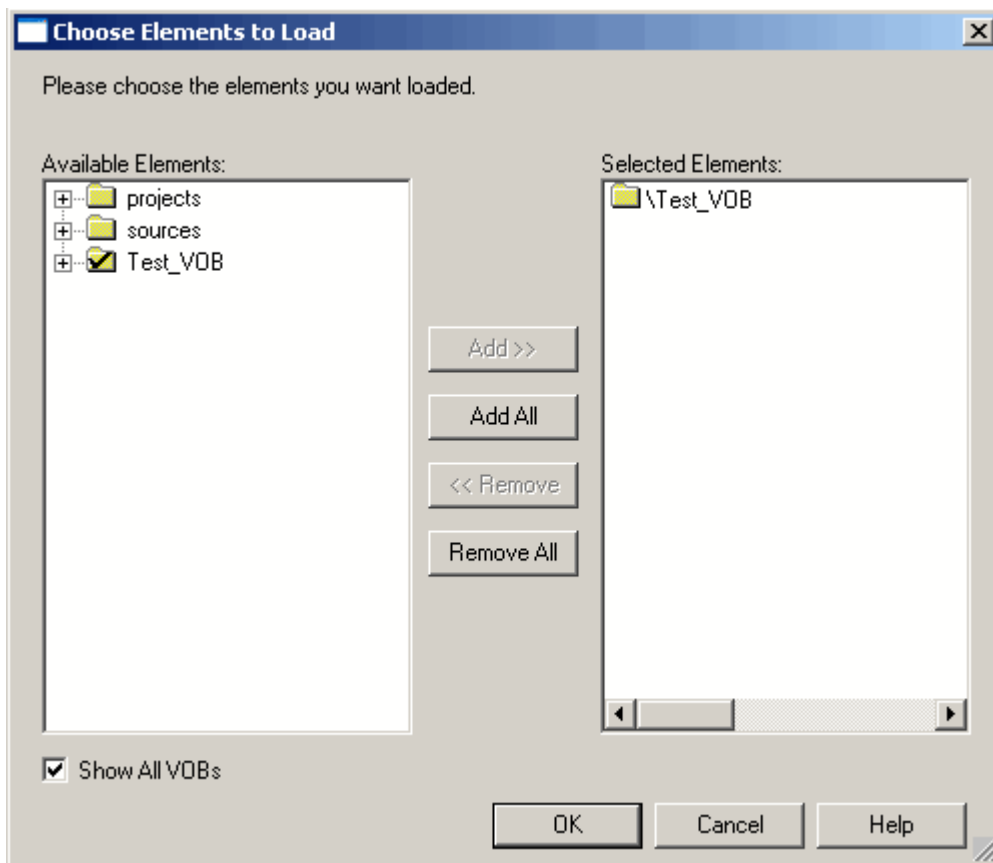 Choose Elements to Load
Please choose the elements you want loaded.
Available Elements:
projects
sources
Test_VOB
Selected Elements:
\Test_VOB
Add >>
Add All
<< Remove
Remove All
Show All VOBs
OK
Cancel
Help